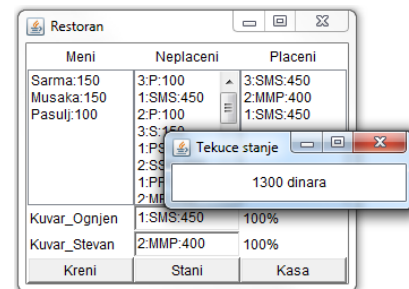 Restoran
Meni Neplaceni Placeni
Sarma:150 3:P:100 3:SMS:450
Musaka:150 1:SMS:450 2:MMP:400
Pasulj:100 2:P:100 1:SMS:450
3:S:150
Tekuce stanje
1300 dinara
Kuvar_Ognjen 1:SMS:450 100%
Kuvar_Stevan 2:MMP:400 100%
Kreni Stani Kasa